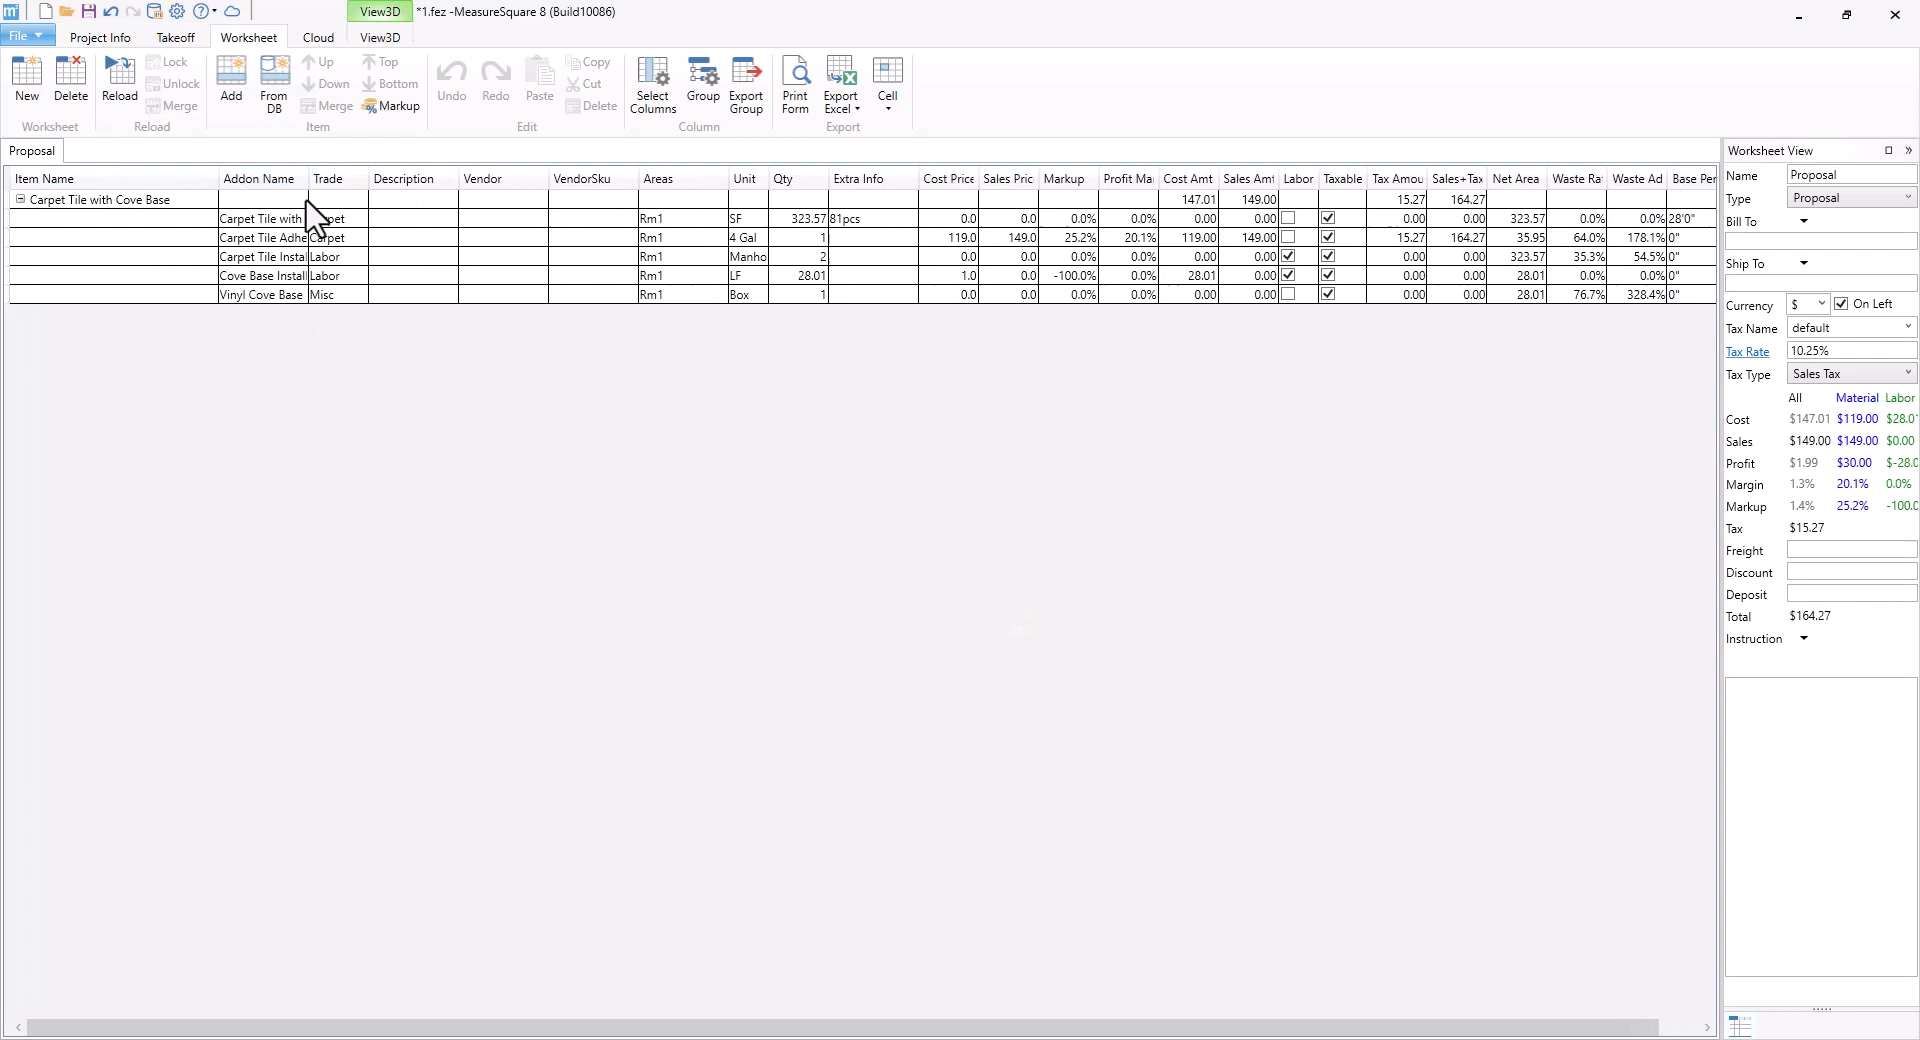 View3D *1.fez -MeasureSquare 8 (Build10086)
File Project Info Takeoff Worksheet Cloud View3D
New Delete Reload Lock Unlock Merge Add From DB Up Down Merge Top Bottom Markup Undo Redo Paste Copy Cut Delete Select Columns Group Export Group Print Form Export Excel Cell
Worksheet Reload Item Edit Column Export
Proposal
Item Name Addon Name Trade Description Vendor VendorSku Areas Unit Qty Extra Info Cost Price Sales Pric Markup Profit Ma Cost Amt Sales Amt Labor Taxable Tax Amou Sales+Tax Net Area Waste Ra Waste Ad Base Per
Carpet Tile with Cove Base 147.01 149.00 15.27 164.27
Carpet Tile with pet Rm1 SF 323.57 81pcs 0.0 0.0 0.0% 0.0% 0.00 0.00 0.00 0.00 323.57 0.0% 0.0% 28'0"
Carpet Tile Adhe Carpet Rm1 4 Gal 1 119.0 149.0 25.2% 20.1% 119.00 149.00 15.27 164.27 35.95 64.0% 178.1% 0"
Carpet Tile Instal Labor Rm1 Manho 2 0.0 0.0 0.0% 0.0% 0.00 0.00 0.00 0.00 323.57 35.3% 54.5% 0"
Cove Base Install Labor Rm1 LF 28.01 1.0 0.0 -100.0% 0.0% 28.01 0.00 0.00 0.00 28.01 0.0% 0.0% 0"
Vinyl Cove Base Misc Rm1 Box 1 0.0 0.0 0.0% 0.0% 0.00 0.00 0.00 0.00 28.01 76.7% 328.4% 0"
Worksheet View
Name Proposal
Type Proposal
Bill To
Ship To
Currency $ On Left
Tax Name default
Tax Rate 10.25%
Tax Type Sales Tax
All Material Labor
Cost $147.01 $119.00 $28.01
Sales $149.00 $149.00 $0.00
Profit $1.99 $30.00 $-28.0
Margin 1.3% 20.1% 0.0%
Markup 1.4% 25.2% -100.0
Tax $15.27
Freight
Discount
Deposit
Total $164.27
Instruction